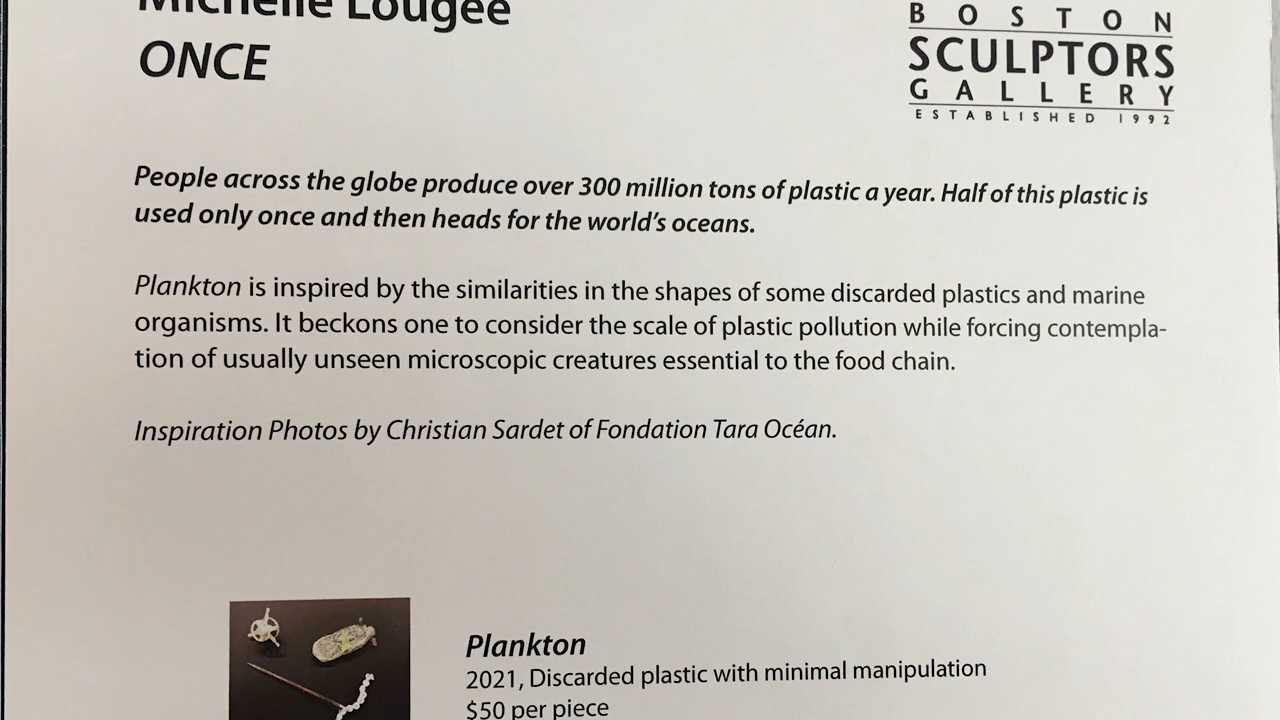 Michelle Lougee
ONCE
BOSTON
SCULPTORS
GALLERY
ESTABLISHED 1992
People across the globe produce over 300 million tons of plastic a year. Half of this plastic is
used only once and then heads for the world's oceans.
Plankton is inspired by the similarities in the shapes of some discarded plastics and marine
organisms. It beckons one to consider the scale of plastic pollution while forcing contempla-
tion of usually unseen microscopic creatures essential to the food chain.
Inspiration Photos by Christian Sardet of Fondation Tara Océan.
Plankton
2021, Discarded plastic with minimal manipulation
$50 per piece